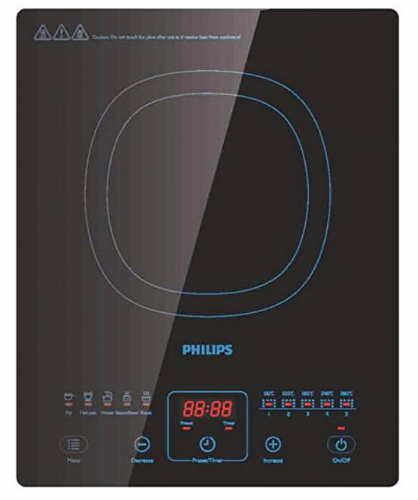 Caution: Do not touch the plate after use as it retains heat from cookware!
PHILIPS
60°C 120°C 180°C 240°C 280°C
Fry Hot pot
88:88
Preset Timer
1 2 3 4 5
Menu Decrease Preset/Timer Increase On/Off